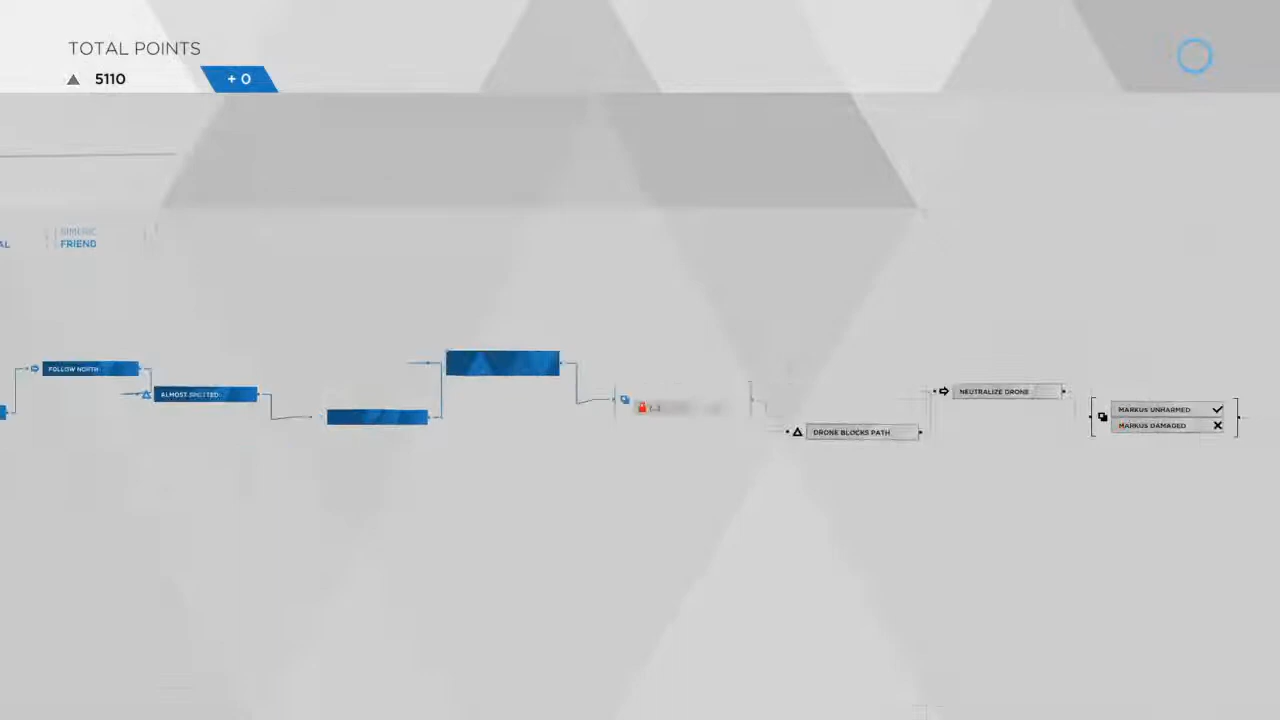 TOTAL POINTS
5110
+ 0
FRIEND
FOLLOW NORTH
ALMOST SPOTTED
(...)
DRONE BLOCKS PATH
NEUTRALIZE DRONE
MARKUS UNHARMED
MARKUS DAMAGED